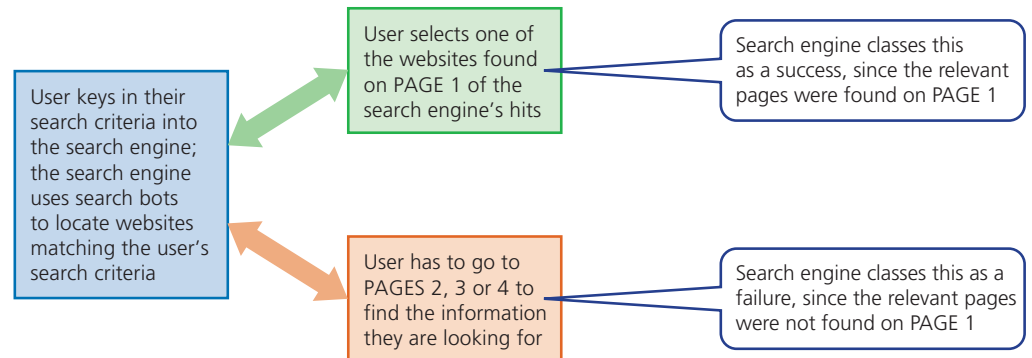 User keys in their
search criteria into
the search engine;
the search engine
uses search bots
to locate websites
matching the user's
search criteria
User selects one of
the websites found
on PAGE 1 of the
search engine's hits
Search engine classes this
as a success, since the relevant
pages were found on PAGE 1
User has to go to
PAGES 2, 3 or 4 to
find the information
they are looking for
Search engine classes this as a
failure, since the relevant pages
were not found on PAGE 1